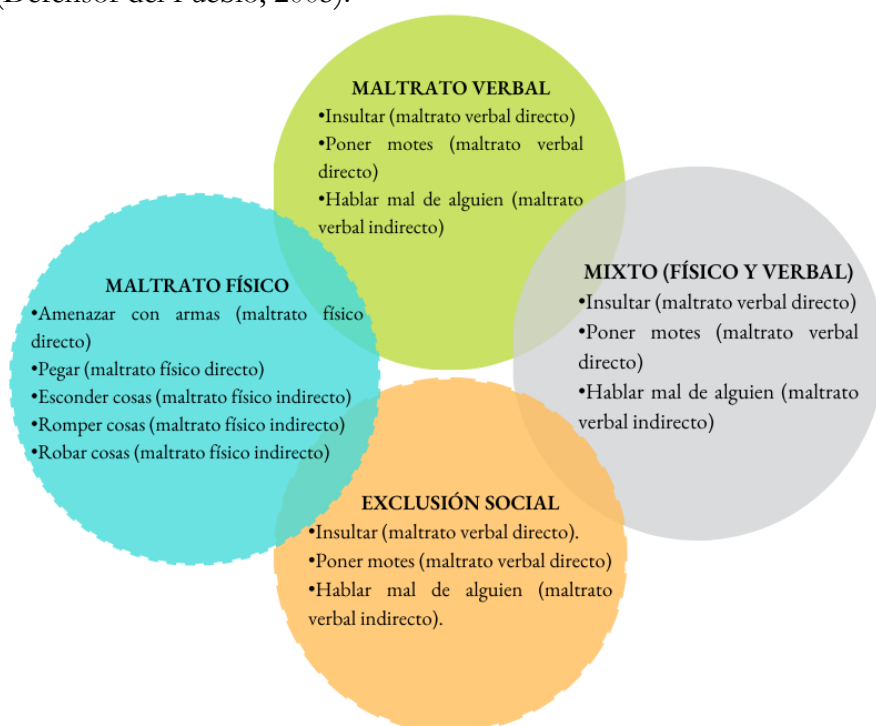 (Defensor del Pueblo, 2003).
MALTRATO VERBAL
•Insultar (maltrato verbal directo)
•Poner motes (maltrato verbal
directo)
•Hablar mal de alguien (maltrato
verbal indirecto)
MALTRATO FÍSICO
•Amenazar con armas (maltrato físico
directo)
•Pegar (maltrato físico directo)
•Esconder cosas (maltrato físico indirecto)
•Romper cosas (maltrato físico indirecto)
•Robar cosas (maltrato físico indirecto)
MIXTO (FÍSICO Y VERBAL)
•Insultar (maltrato verbal directo)
•Poner motes (maltrato verbal
directo)
•Hablar mal de alguien (maltrato
verbal indirecto)
EXCLUSIÓN SOCIAL
•Insultar (maltrato verbal directo).
•Poner motes (maltrato verbal directo)
•Hablar mal de alguien (maltrato
verbal indirecto).